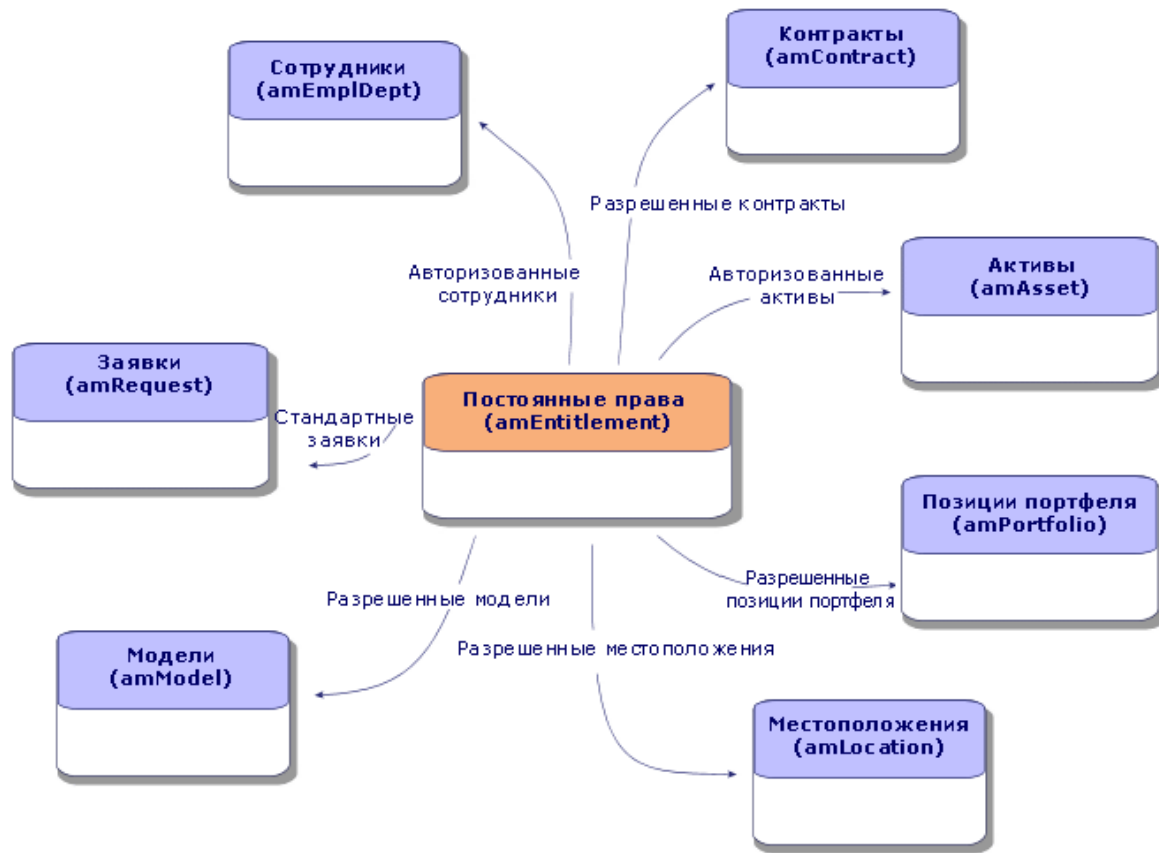 Контракты
(amContract)
Сотрудники
(amEmplDept)
Разрешенные контракты
Авторизованные
сотрудники
Авторизованные
активы
Активы
(amAsset)
Заявки
(amRequest)
Стандартные
заявки
Постоянные права
(amEntitlement)
Позиции портфеля
(amPortfolio)
Разрешенные
позиции портфеля
Разрешенные модели
Разрешенные местоположения
Модели
(amModel)
Местоположения
(amLocation)